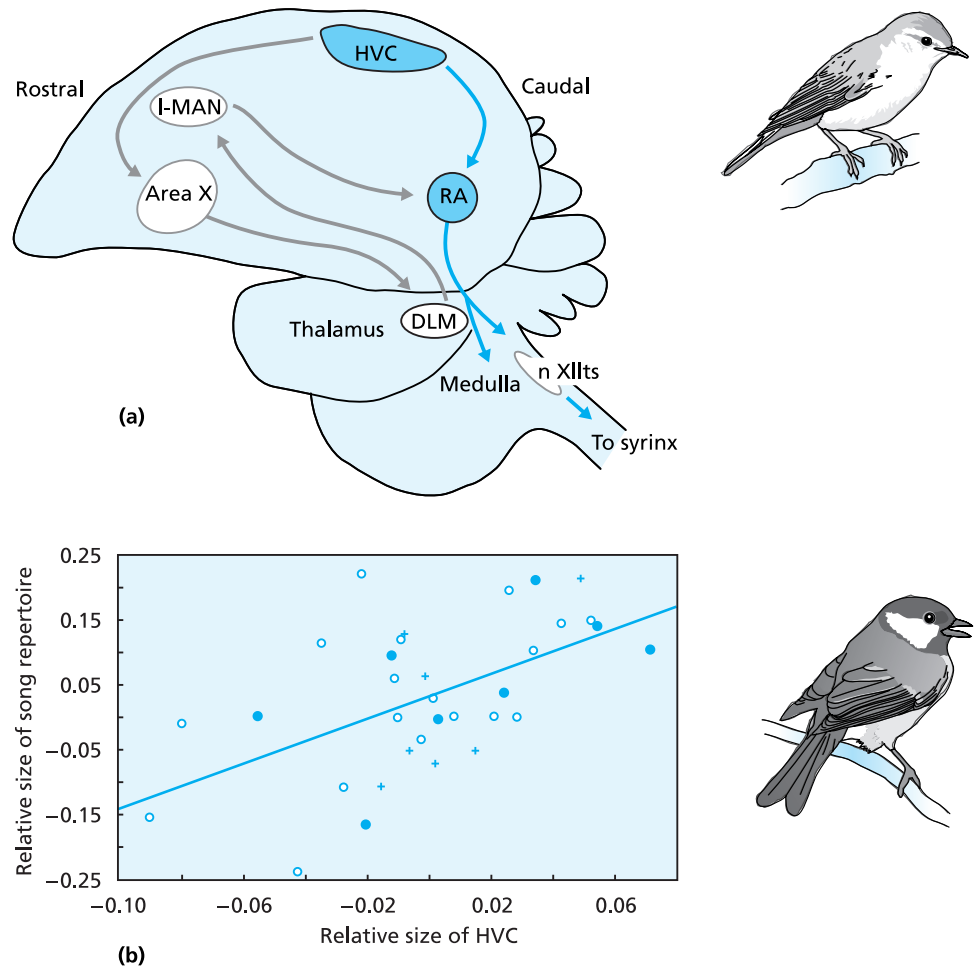 HVC
Rostral
Caudal
l-MAN
Area X
RA
Thalamus
DLM
Medulla
n XIIts
(a)
To syrinx
Relative size of song repertoire
0.25
0.15
0.05
−0.05
−0.15
−0.25
−0.10
−0.06
−0.02
0.02
0.06
Relative size of HVC
(b)